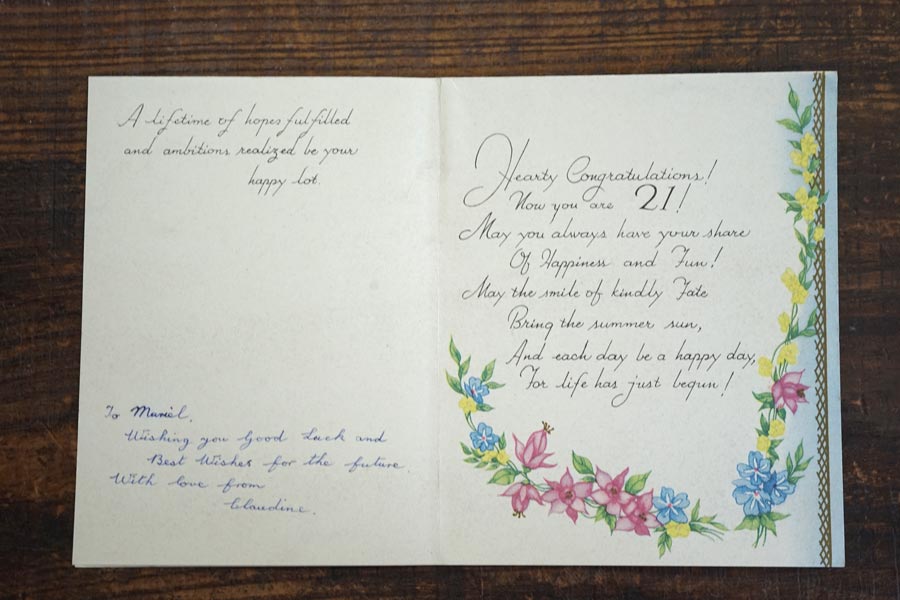 A lifetime of hopes fulfilled
and ambitions realized be your
happy lot.
To Muriel,
Wishing you Good Luck and
Best Wishes for the future.
With love from
Claudine.
Hearty Congratulations!
Now you are 21!
May you always have your share
Of Happiness and Fun!
May the smile of kindly Fate
Bring the summer sun,
And each day be a happy day,
For life has just begun!